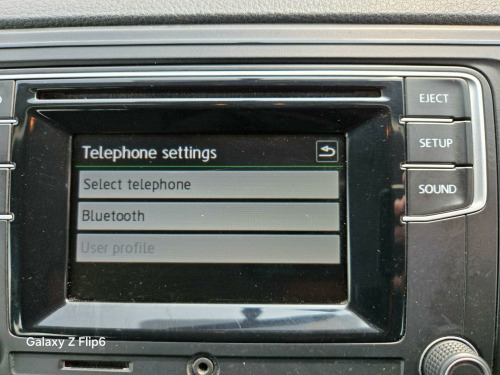 EJECT
Telephone settings
SETUP
Select telephone
SOUND
Bluetooth
User profile
Galaxy Z Flip6